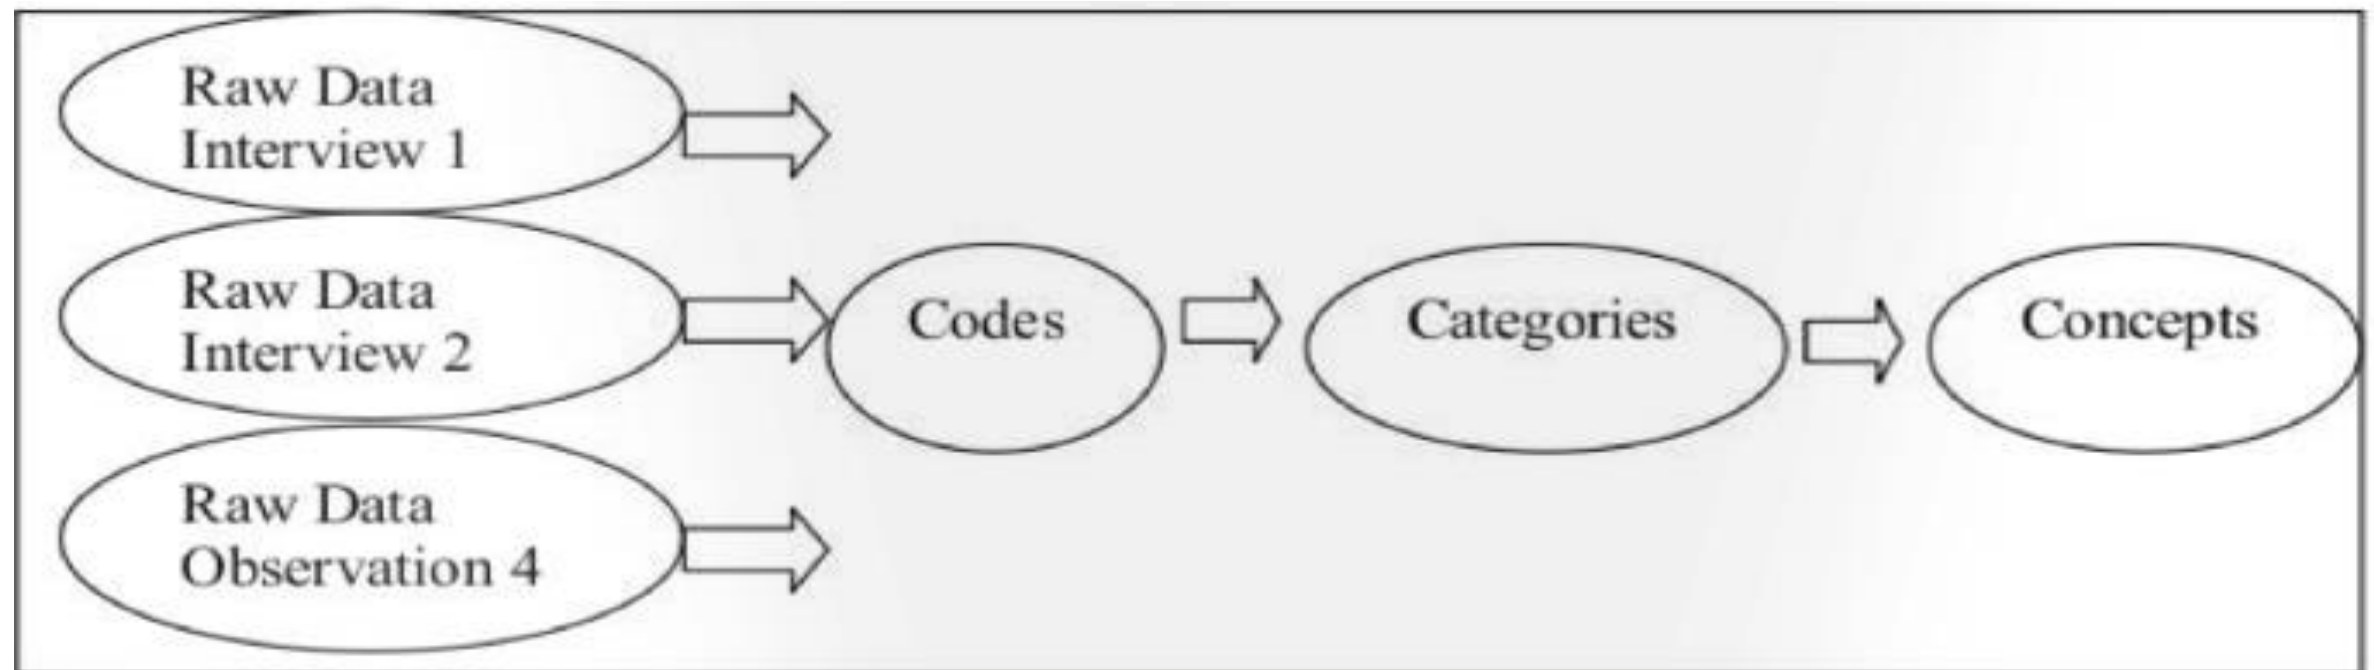 Raw Data
Interview 1
Raw Data
Interview 2
Codes
Categories
Concepts
Raw Data
Observation 4